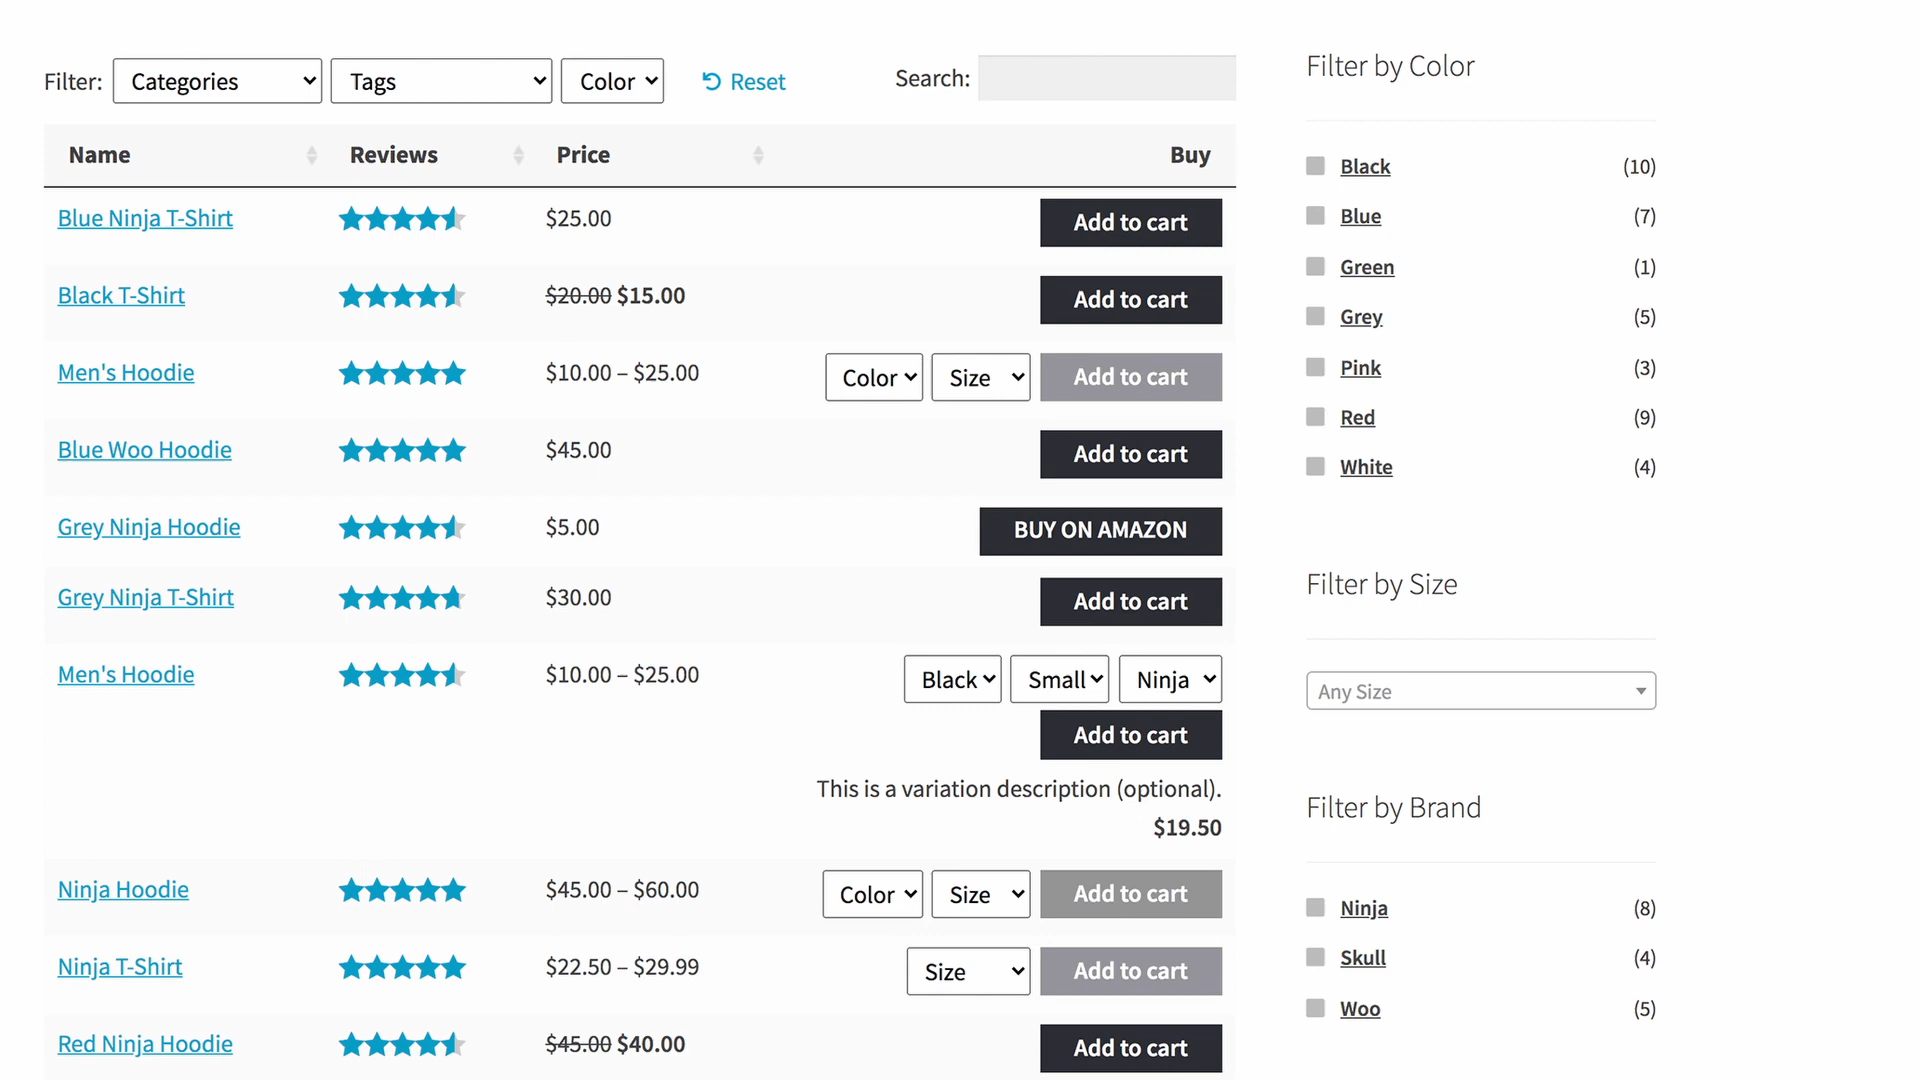 Filter: Categories Tags Color Reset Search:
Name Reviews Price Buy
Blue Ninja T-Shirt $25.00 Add to cart
Black T-Shirt $20.00 $15.00 Add to cart
Men's Hoodie $10.00 – $25.00 Color Size Add to cart
Blue Woo Hoodie $45.00 Add to cart
Grey Ninja Hoodie $5.00 BUY ON AMAZON
Grey Ninja T-Shirt $30.00 Add to cart
Men's Hoodie $10.00 – $25.00 Black Small Ninja
Add to cart
This is a variation description (optional).
$19.50
Ninja Hoodie $45.00 – $60.00 Color Size Add to cart
Ninja T-Shirt $22.50 – $29.99 Size Add to cart
Red Ninja Hoodie $45.00 $40.00 Add to cart
Filter by Color
Black (10)
Blue (7)
Green (1)
Grey (5)
Pink (3)
Red (9)
White (4)
Filter by Size
Any Size
Filter by Brand
Ninja (8)
Skull (4)
Woo (5)